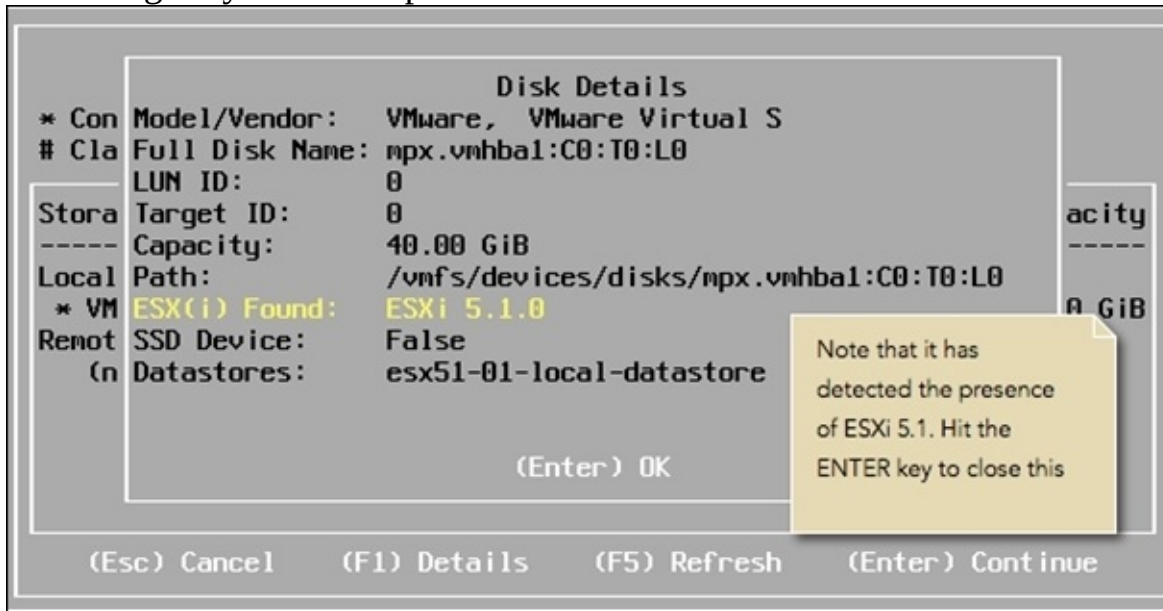 Disk Details
* Con Model/Vendor: VMware, VMware Virtual S
# Cla Full Disk Name: mpx.vmhba1:C0:T0:L0
LUN ID: 0
Stora Target ID: 0 acity
----- Capacity: 40.00 GiB -----
Local Path: /vmfs/devices/disks/mpx.vmhba1:C0:T0:L0
* VM ESX(i) Found: ESXi 5.1.0 0 GiB
Remot SSD Device: False
(n Datastores: esx51-01-local-datastore
Note that it has
detected the presence
of ESXi 5.1. Hit the
ENTER key to close this
(Enter) OK
(Esc) Cancel (F1) Details (F5) Refresh (Enter) Continue